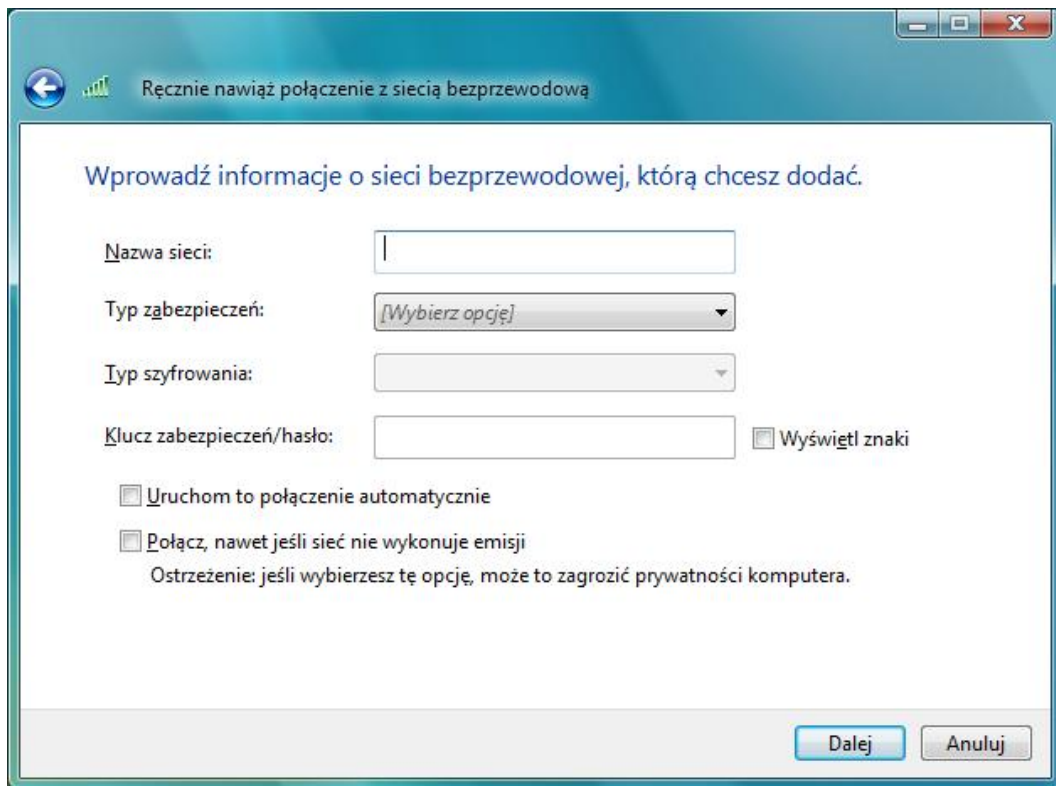 Ręcznie nawiąż połączenie z siecią bezprzewodową
Wprowadź informacje o sieci bezprzewodowej, którą chcesz dodać.
Nazwa sieci:
Typ zabezpieczeń: [Wybierz opcję]
Typ szyfrowania:
Klucz zabezpieczeń/hasło: Wyświetl znaki
Uruchom to połączenie automatycznie
Połącz, nawet jeśli sieć nie wykonuje emisji
Ostrzeżenie: jeśli wybierzesz tę opcję, może to zagrozić prywatności komputera.
Dalej Anuluj